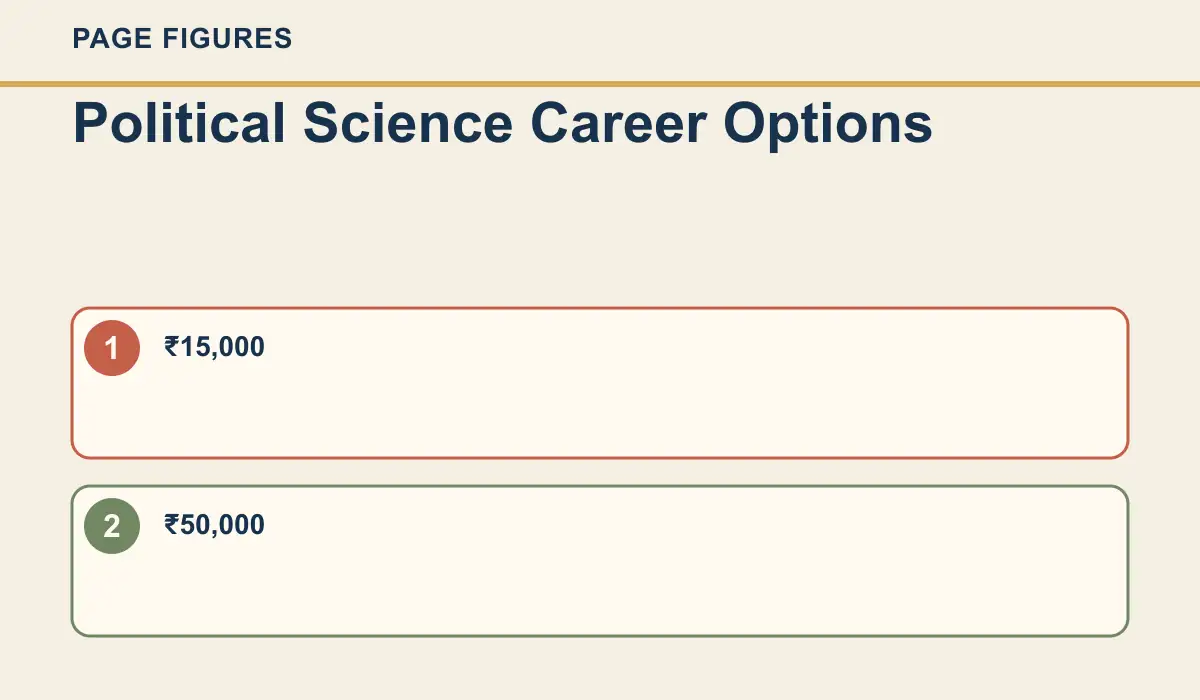 PAGE FIGURES
Political Science Career Options
1
₹15,000
2
₹50,000